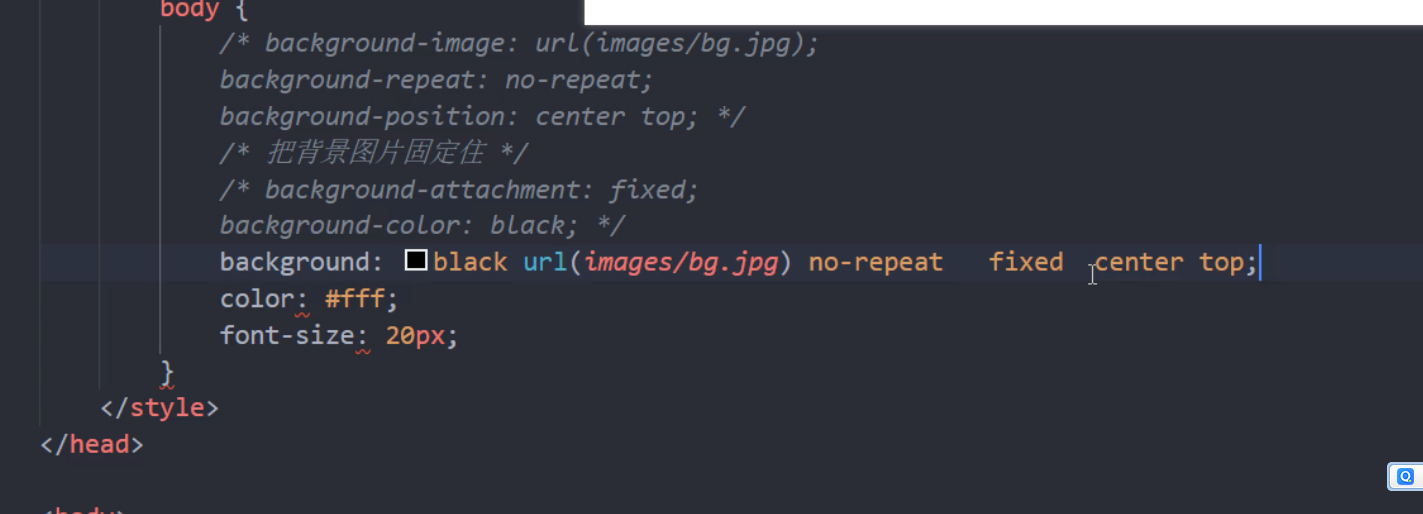 body {
/* background-image: url(images/bg.jpg);
background-repeat: no-repeat;
background-position: center top; */
/* 把背景图片固定住 */
/* background-attachment: fixed;
background-color: black; */
background: black url(images/bg.jpg) no-repeat fixed center top;
color: #fff;
font-size: 20px;
}
</style>
</head>
<body>